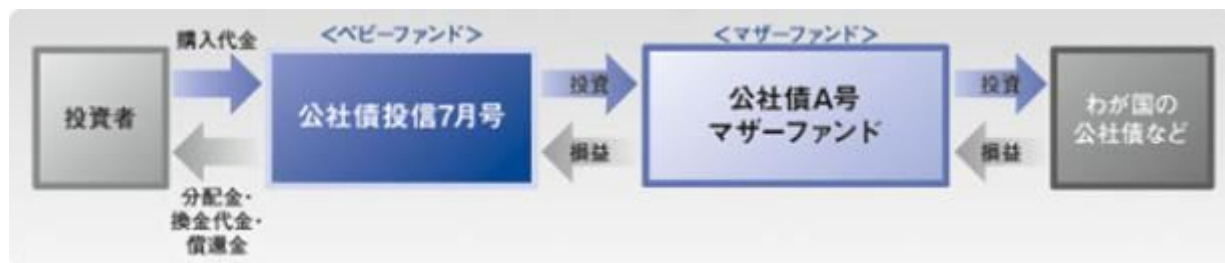 購入代金
<ベビーファンド>
<マザーファンド>
投資者
公社債投信7月号
投資
公社債A号
マザーファンド
投資
わが国の
公社債など
損益
損益
分配金・
換金代金・
償還金